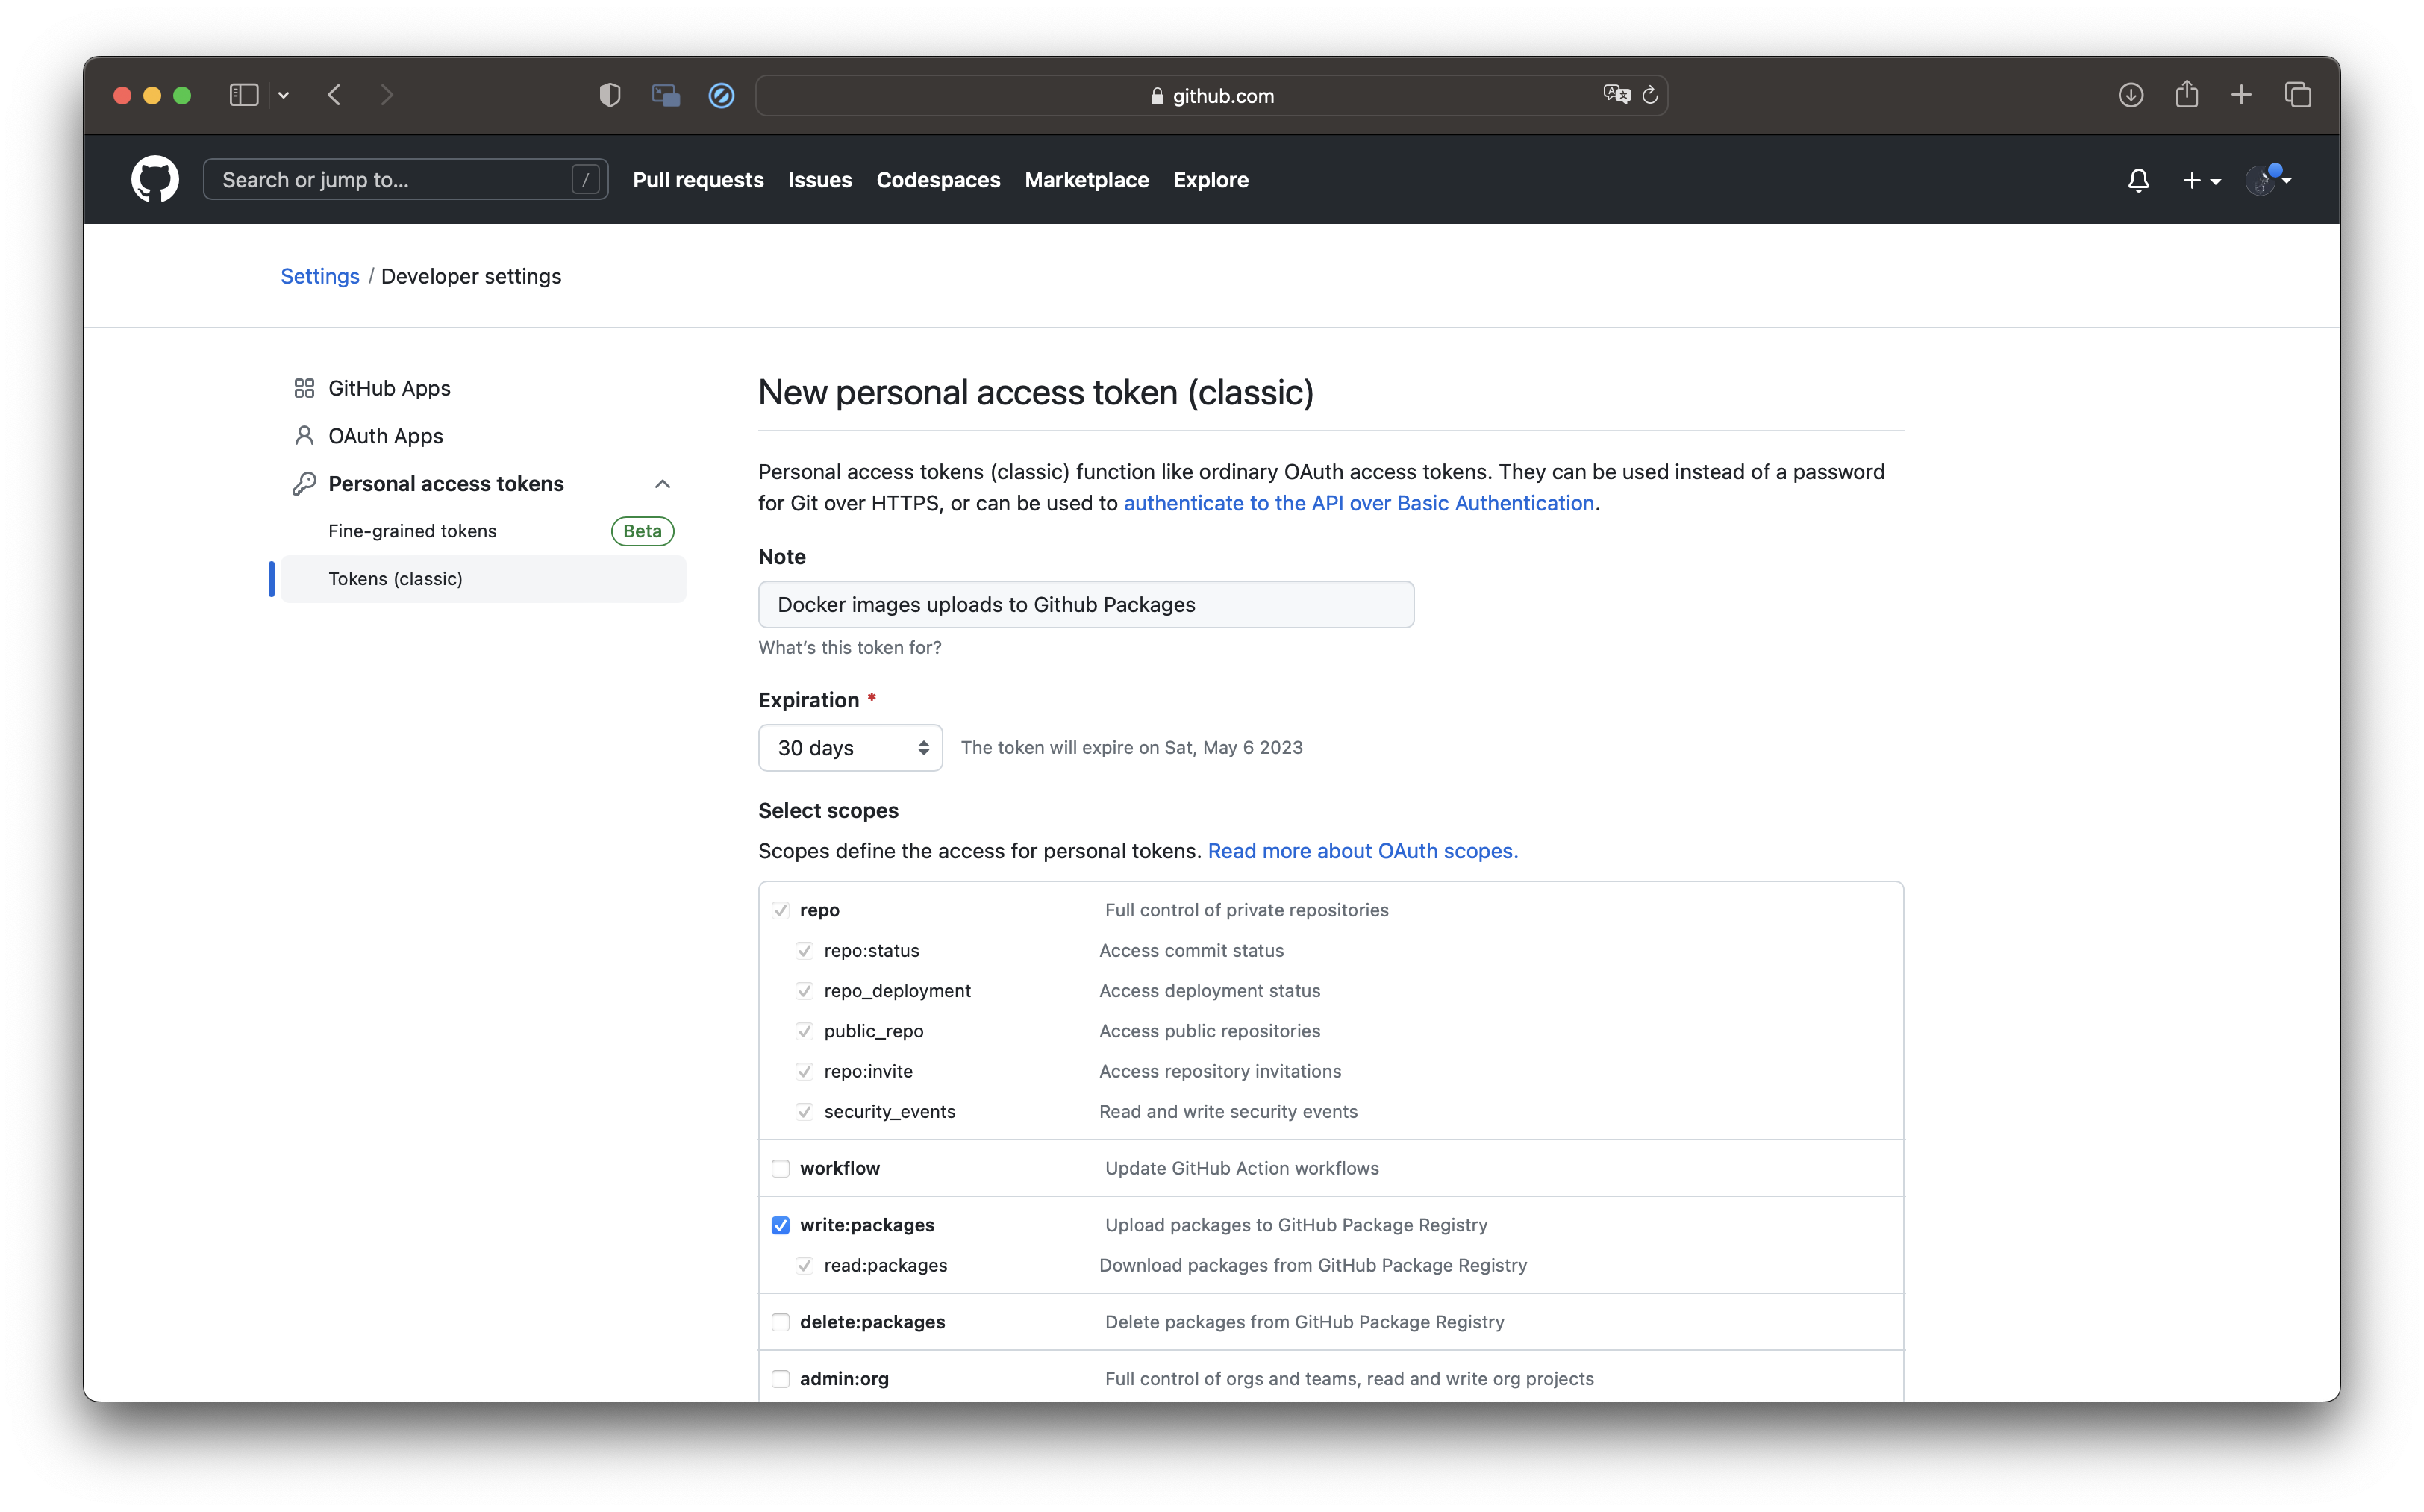 github.com
Search or jump to... /
Pull requests Issues Codespaces Marketplace Explore
Settings / Developer settings
GitHub Apps
OAuth Apps
Personal access tokens
Fine-grained tokens Beta
Tokens (classic)
New personal access token (classic)
Personal access tokens (classic) function like ordinary OAuth access tokens. They can be used instead of a password
for Git over HTTPS, or can be used to authenticate to the API over Basic Authentication.
Note
Docker images uploads to Github Packages
What's this token for?
Expiration *
30 days The token will expire on Sat, May 6 2023
Select scopes
Scopes define the access for personal tokens. Read more about OAuth scopes.
repo Full control of private repositories
repo:status Access commit status
repo_deployment Access deployment status
public_repo Access public repositories
repo:invite Access repository invitations
security_events Read and write security events
workflow Update GitHub Action workflows
write:packages Upload packages to GitHub Package Registry
read:packages Download packages from GitHub Package Registry
delete:packages Delete packages from GitHub Package Registry
admin:org Full control of orgs and teams, read and write org projects